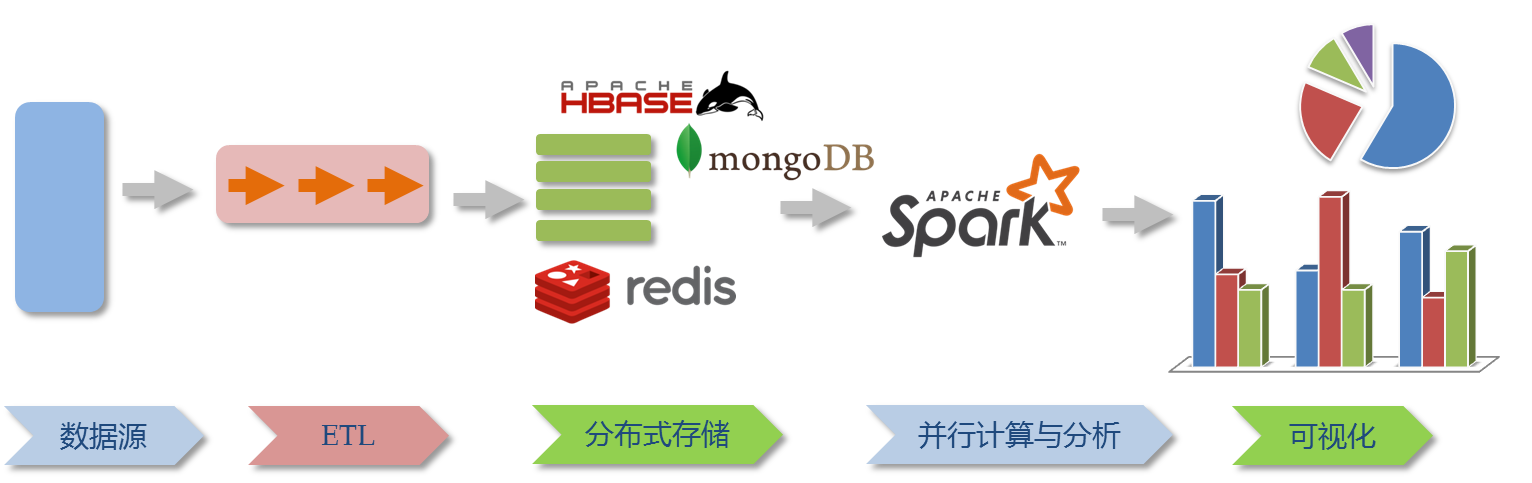 APACHE
HBASE
mongoDB
APACHE
Spark™
redis
数据源
ETL
分布式存储
并行计算与分析
可视化